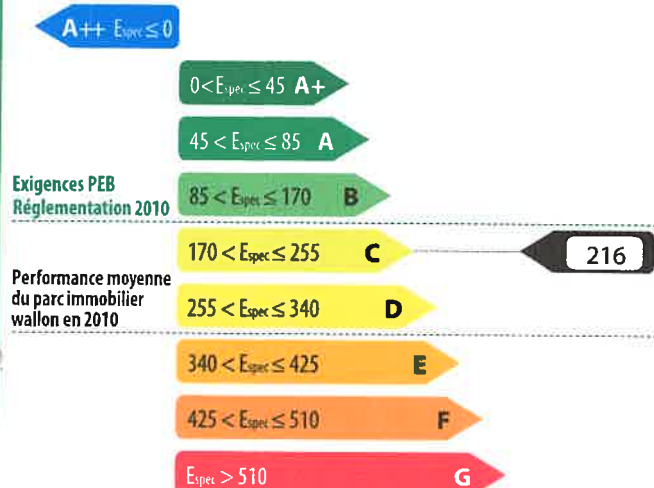 A++ Espec ≤ 0
0 < Espec ≤ 45 A+
45 < Espec ≤ 85 A
Exigences PEB
Réglementation 2010
85 < Espec ≤ 170 B
170 < Espec ≤ 255 C
216
Performance moyenne
du parc immobilier
wallon en 2010
255 < Espec ≤ 340 D
340 < Espec ≤ 425 E
425 < Espec ≤ 510 F
Espec > 510 G